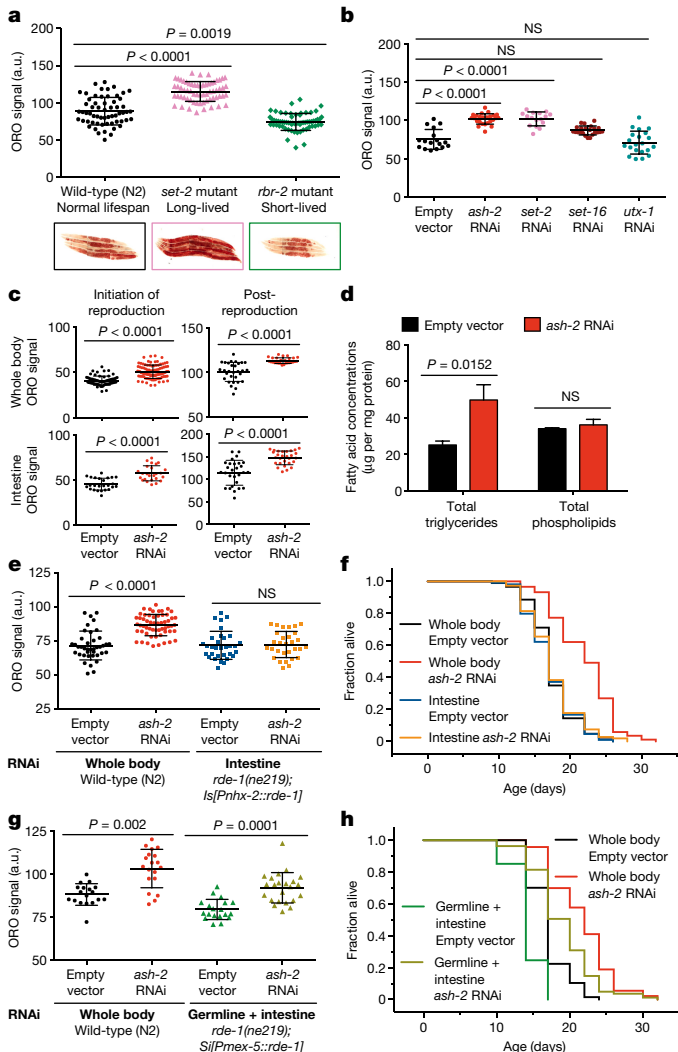 a
P = 0.0019
P < 0.0001
ORO signal (a.u.)
200
150
100
50
0
Wild-type (N2)
Normal lifespan
set-2 mutant
Long-lived
rbr-2 mutant
Short-lived
b
NS
NS
P < 0.0001
P < 0.0001
ORO signal (a.u.)
200
150
100
50
0
Empty
vector
ash-2
RNAi
set-2
RNAi
set-16
RNAi
utx-1
RNAi
c
Initiation of
reproduction
Post-
reproduction
Whole body
ORO signal
100
50
0
P < 0.0001
150
100
50
0
P < 0.0001
Intestine
ORO signal
100
50
0
P < 0.0001
200
150
100
50
0
P < 0.0001
Empty
vector
ash-2
RNAi
Empty
vector
ash-2
RNAi
d
Empty vector
ash-2 RNAi
Fatty acid concentrations
(μg per mg protein)
80
60
40
20
0
P = 0.0152
NS
Total
triglycerides
Total
phospholipids
e
ORO signal (a.u.)
125
100
75
50
25
P < 0.0001
NS
Empty
vector
ash-2
RNAi
Empty
vector
ash-2
RNAi
RNAi
Whole body
Wild-type (N2)
Intestine
rde-1(ne219);
Is[Pnhx-2::rde-1]
f
Fraction alive
1.0
0.8
0.6
0.4
0.2
0
Whole body
Empty vector
Whole body
ash-2 RNAi
Intestine
Empty vector
Intestine ash-2 RNAi
0
10
20
30
Age (days)
g
ORO signal (a.u.)
125
100
75
50
P = 0.002
P = 0.0001
Empty
vector
ash-2
RNAi
Empty
vector
ash-2
RNAi
RNAi
Whole body
Wild-type (N2)
Germline + intestine
rde-1(ne219);
Si[Pmex-5::rde-1]
h
Fraction alive
1.0
0.8
0.6
0.4
0.2
0
Whole body
Empty vector
Whole body
ash-2 RNAi
Germline +
intestine
Empty vector
Germline +
intestine
ash-2 RNAi
0
10
20
30
Age (days)